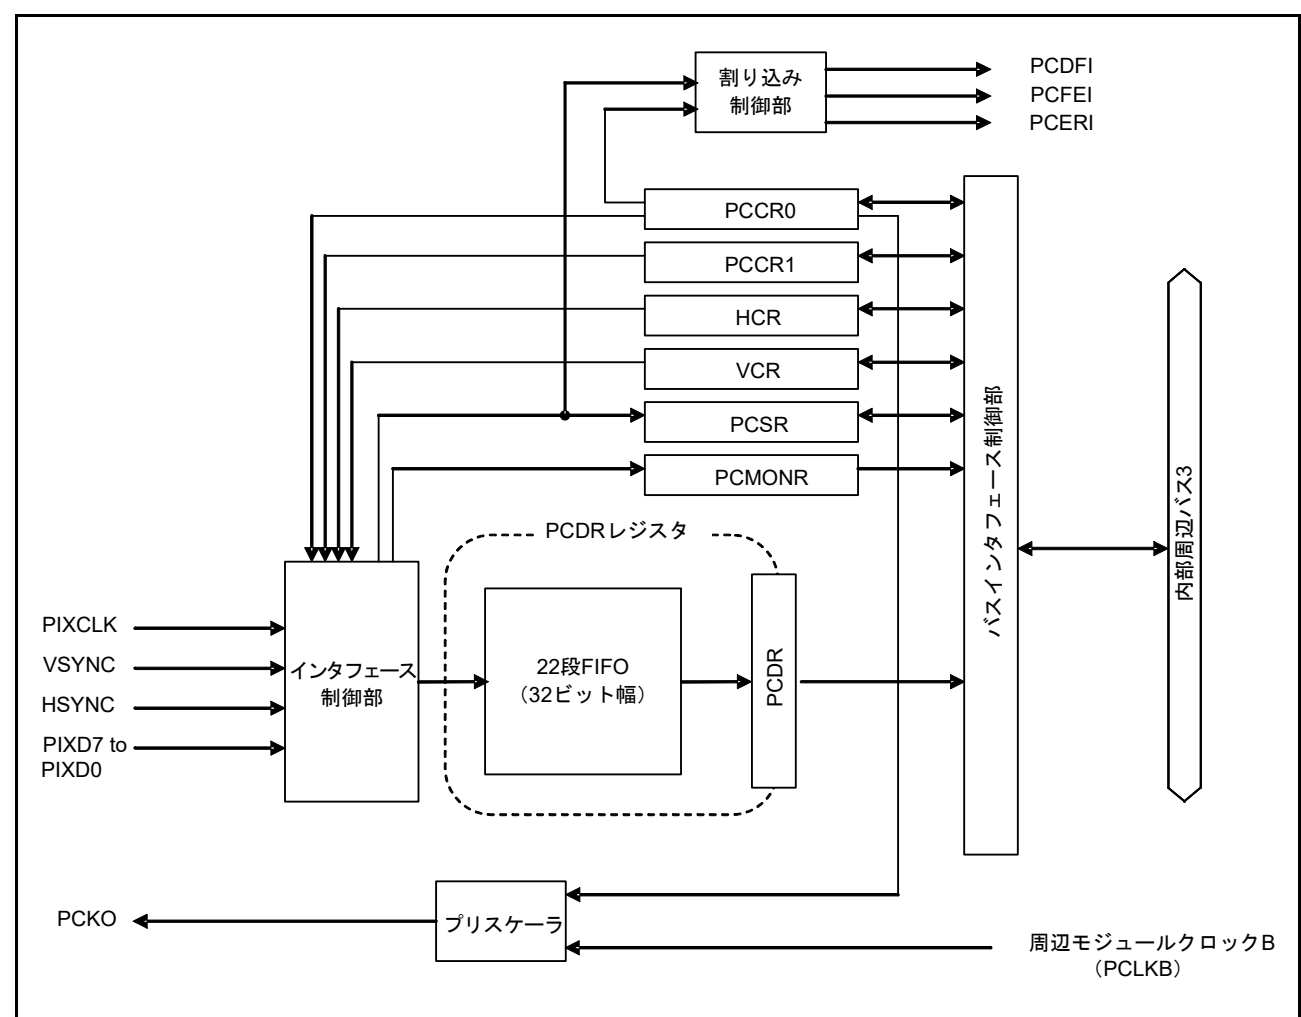 割り込み
制御部
PCDFI
PCFEI
PCERI
PCCR0
PCCR1
HCR
VCR
PCSR
PCMONR
バスインタフェース制御部
内部周辺バス3
PCDRレジスタ
PIXCLK
VSYNC
HSYNC
PIXD7 to
PIXD0
インタフェース
制御部
22段FIFO
（32ビット幅）
PCDR
PCKO
プリスケーラ
周辺モジュールクロックB
（PCLKB）